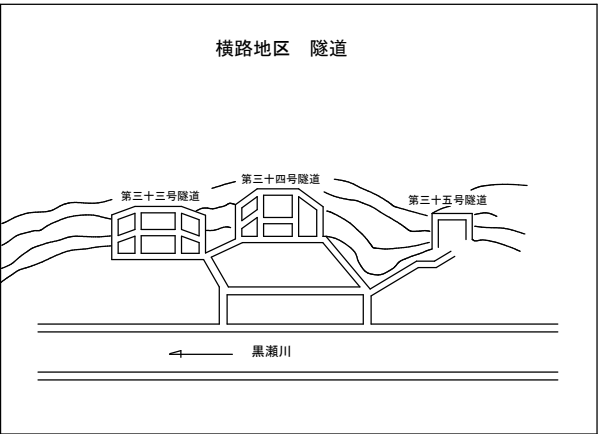 横路地区　隧道
第三十四号隧道
第三十三号隧道
第三十五号隧道
黒瀬川